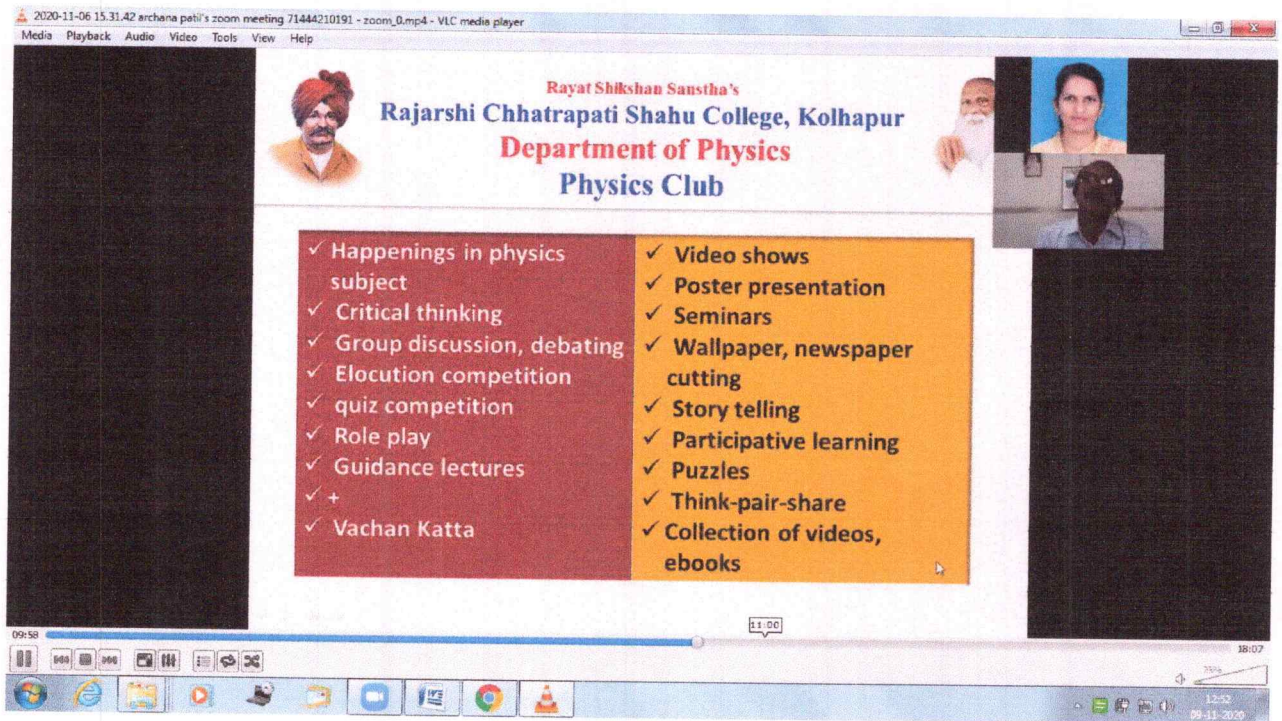 2020-11-06 15.31.42 archana patil's zoom meeting 71444210191 - zoom_0.mp4 - VLC media player
Media Playback Audio Video Tools View Help
Rayat Shikshan Sanstha's
Rajarshi Chhatrapati Shahu College, Kolhapur
Department of Physics
Physics Club
✓ Happenings in physics
subject
✓ Critical thinking
✓ Group discussion, debating
✓ Elocution competition
✓ quiz competition
✓ Role play
✓ Guidance lectures
✓ +
✓ Vachan Katta
✓ Video shows
✓ Poster presentation
✓ Seminars
✓ Wallpaper, newspaper
cutting
✓ Story telling
✓ Participative learning
✓ Puzzles
✓ Think-pair-share
✓ Collection of videos,
ebooks
09:58
11:00
18:07
12:52
09-11-2020